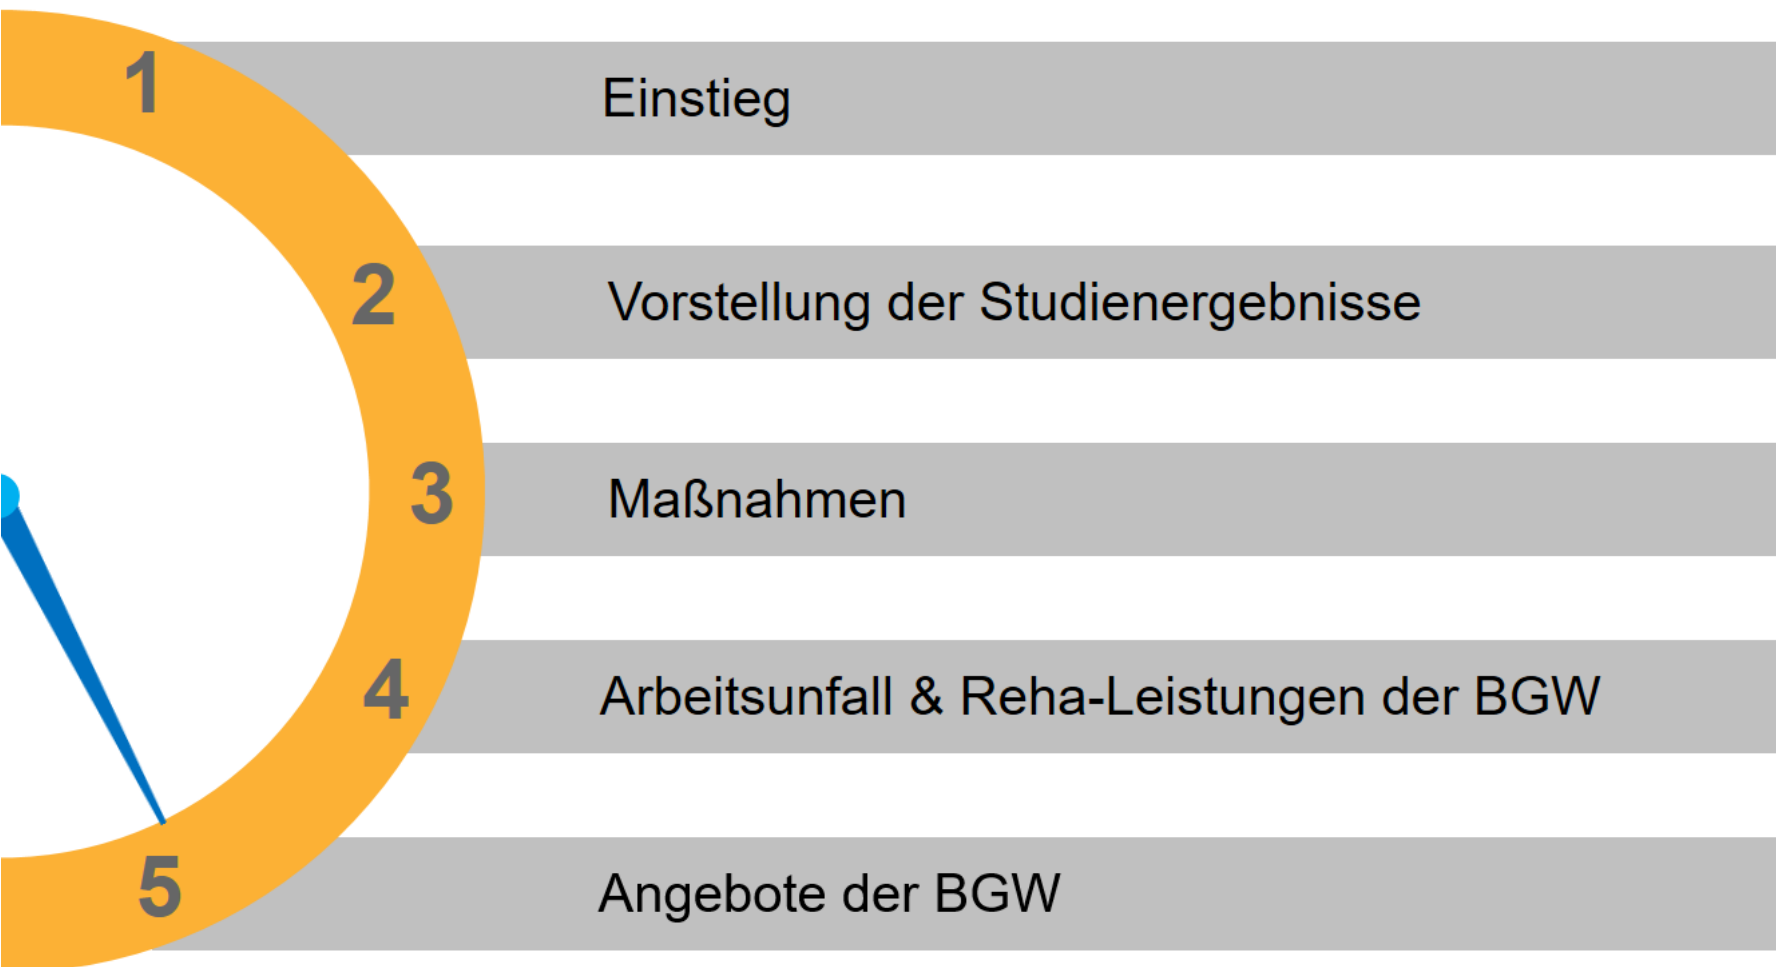 1 Einstieg
2 Vorstellung der Studienergebnisse
3 Maßnahmen
4 Arbeitsunfall & Reha-Leistungen der BGW
5 Angebote der BGW